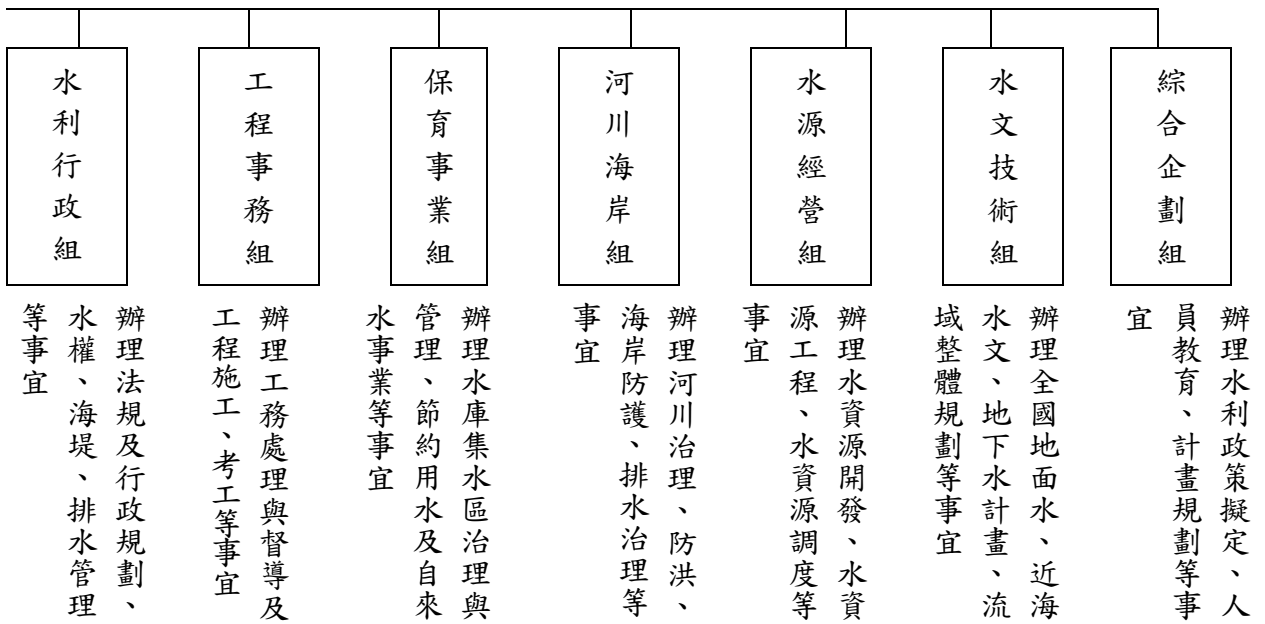 綜合企劃組
辦理水利政策擬定、人
員教育、計畫規劃等事
宜
水文技術組
辦理全國地面水、近海
水文、地下水計畫、流
域整體規劃等事宜
水源經營組
辦理水資源開發、水資
源工程、水資源調度等
事宜
河川海岸組
辦理河川治理、防洪、
海岸防護、排水治理等
事宜
保育事業組
辦理水庫集水區治理與
管理、節約用水及自來
水事業等事宜
工程事務組
辦理工務處理與督導及
工程施工、考工等事宜
水利行政組
辦理法規及行政規劃、
水權、海堤、排水管理
等事宜